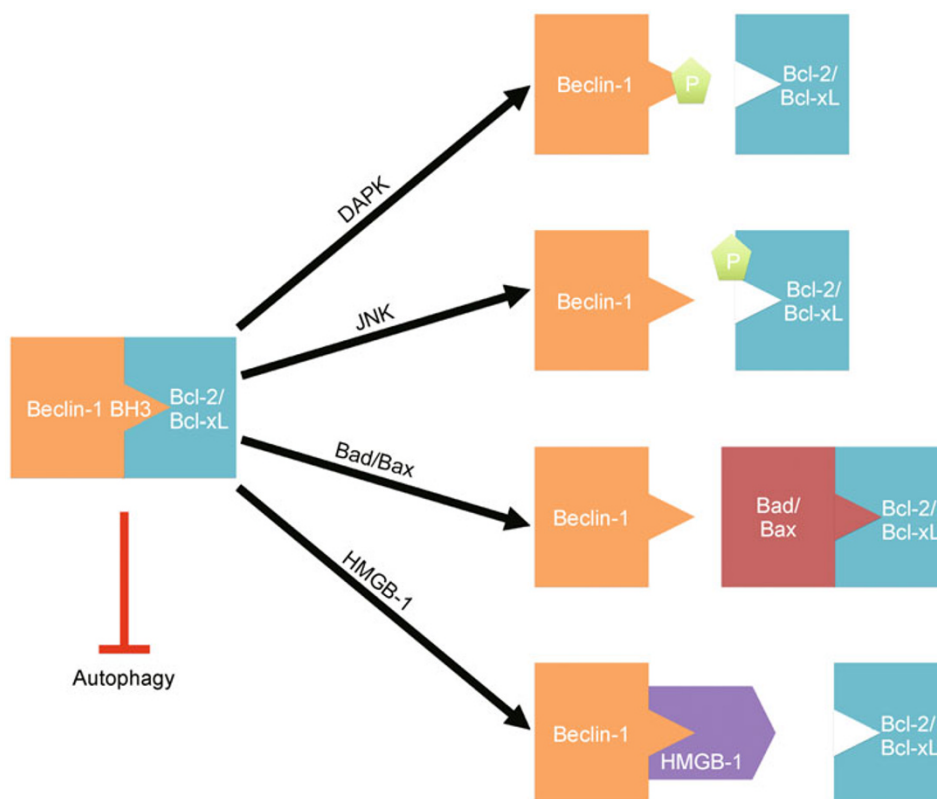 Beclin-1
P
Bcl-2/
Bcl-xL
DAPK
Beclin-1
P
Bcl-2/
Bcl-xL
JNK
Beclin-1 BH3
Bcl-2/
Bcl-xL
Bad/Bax
Beclin-1
Bad/
Bax
Bcl-2/
Bcl-xL
HMGB-1
Autophagy
Beclin-1
HMGB-1
Bcl-2/
Bcl-xL